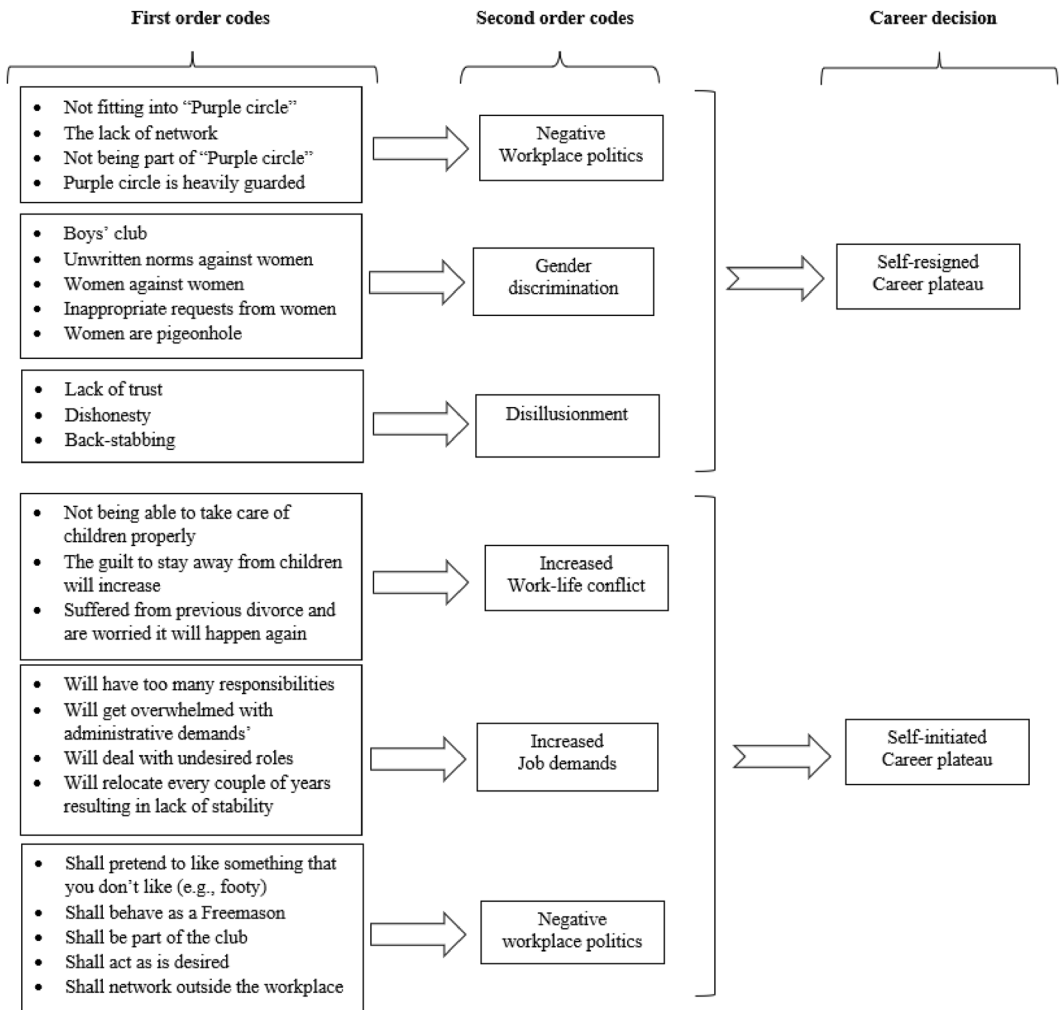 First order codes
Second order codes
Career decision
• Not fitting into “Purple circle”
• The lack of network
• Not being part of “Purple circle”
• Purple circle is heavily guarded
Negative
Workplace politics
• Boys’ club
• Unwritten norms against women
• Women against women
• Inappropriate requests from women
• Women are pigeonhole
Gender
discrimination
Self-resigned
Career plateau
• Lack of trust
• Dishonesty
• Back-stabbing
Disillusionment
• Not being able to take care of
children properly
• The guilt to stay away from children
will increase
• Suffered from previous divorce and
are worried it will happen again
Increased
Work-life conflict
• Will have too many responsibilities
• Will get overwhelmed with
administrative demands’
• Will deal with undesired roles
• Will relocate every couple of years
resulting in lack of stability
Increased
Job demands
Self-initiated
Career plateau
• Shall pretend to like something that
you don’t like (e.g., footy)
• Shall behave as a Freemason
• Shall be part of the club
• Shall act as is desired
• Shall network outside the workplace
Negative
workplace politics